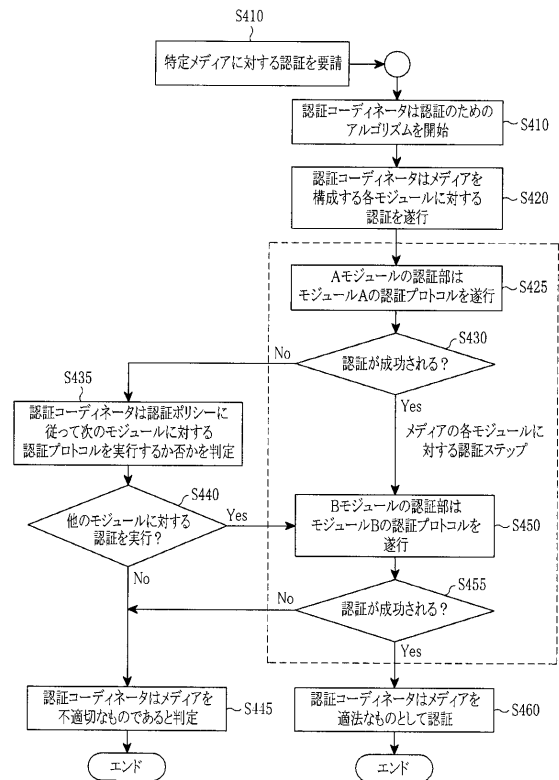 S410
特定メディアに対する認証を要請
認証コーディネータは認証のための
アルゴリズムを開始
S410
認証コーディネータはメディアを
構成する各モジュールに対する
認証を遂行
S420
Aモジュールの認証部は
モジュールAの認証プロトコルを遂行
S425
S430
認証が成功される?
No
Yes
S435
認証コーディネータは認証ポリシーに
従って次のモジュールに対する
認証プロトコルを実行するか否かを判定
メディアの各モジュールに
対する認証ステップ
S440
他のモジュールに対する
認証を実行?
Yes
No
Bモジュールの認証部は
モジュールBの認証プロトコルを
遂行
S450
S455
認証が成功される?
No
Yes
認証コーディネータはメディアを
不適切なものであると判定
S445
認証コーディネータはメディアを
適法なものとして認証
S460
エンド
エンド